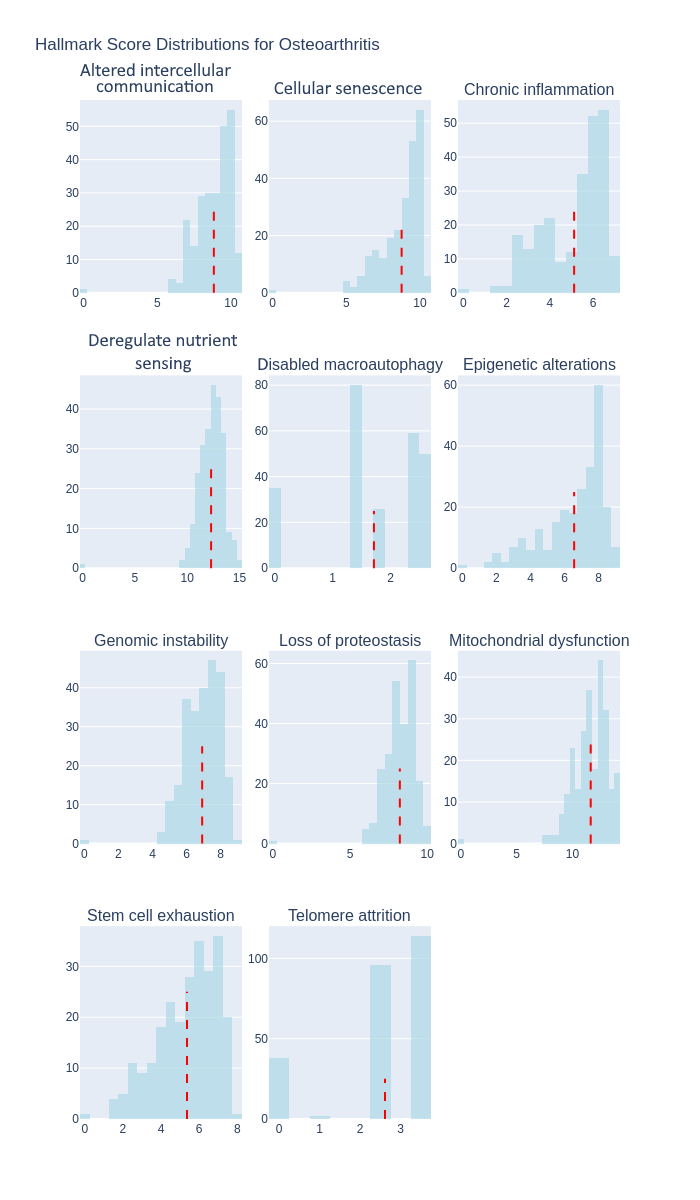 Hallmark Score Distributions for Osteoarthritis
Altered intercellular
communication
Cellular senescence
Chronic inflammation
50
40
30
20
10
0
0 5 10
60
40
20
0
0 5 10
50
40
30
20
10
0
0 2 4 6
Deregulate nutrient
sensing
Disabled macroautophagy
Epigenetic alterations
40
30
20
10
0
0 5 10 15
80
60
40
20
0
0 1 2
60
40
20
0
0 2 4 6 8
Genomic instability
Loss of proteostasis
Mitochondrial dysfunction
40
30
20
10
0
0 2 4 6 8
60
40
20
0
0 5 10
40
30
20
10
0
0 5 10
Stem cell exhaustion
Telomere attrition
30
20
10
0
0 2 4 6 8
100
50
0
0 1 2 3